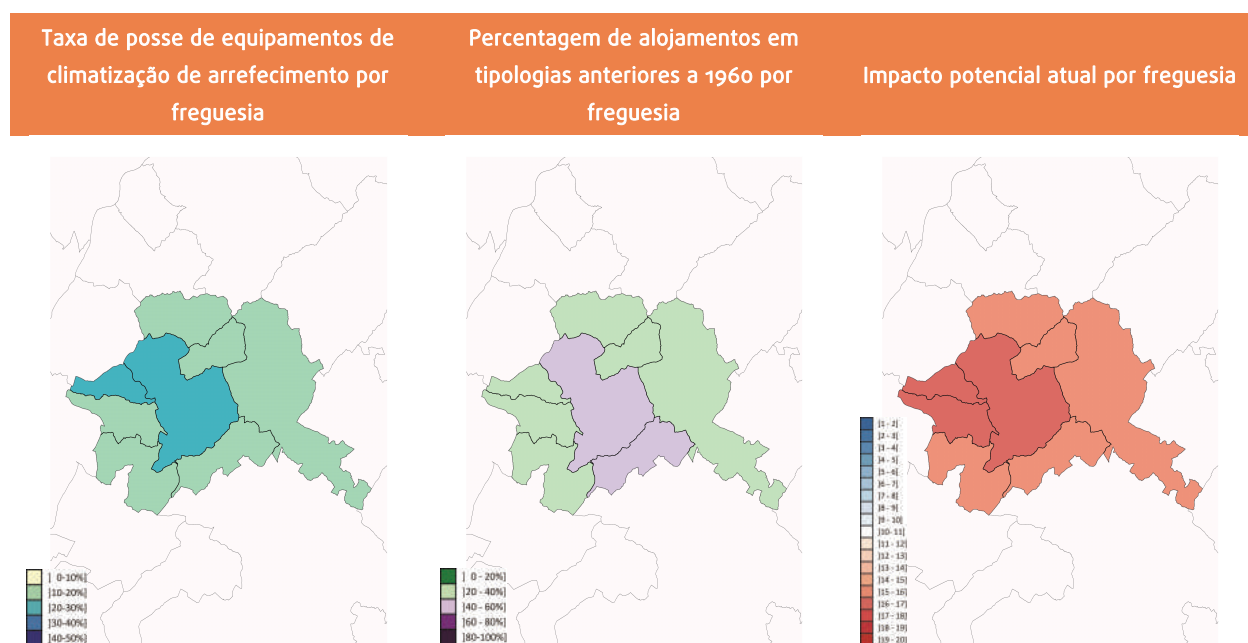 Taxa de posse de equipamentos de
climatização de arrefecimento por
freguesia
Percentagem de alojamentos em
tipologias anteriores a 1960 por
freguesia
Impacto potencial atual por freguesia
] 0-10%]
]10-20%]
]20-30%]
]30-40%]
]40-50%]
] 0 - 20%]
]20 - 40%]
]40 - 60%]
]60 - 80%]
]80-100%]
[1 - 2]
]2 - 3]
]3 - 4]
]4 - 5]
]5 - 6]
]6 - 7]
]7 - 8]
]8 - 9]
]9 - 10]
]10 - 11]
]11 - 12]
]12 - 13]
]13 - 14]
]14 - 15]
]15 - 16]
]16 - 17]
]17 - 18]
]18 - 19]
]19 - 20]